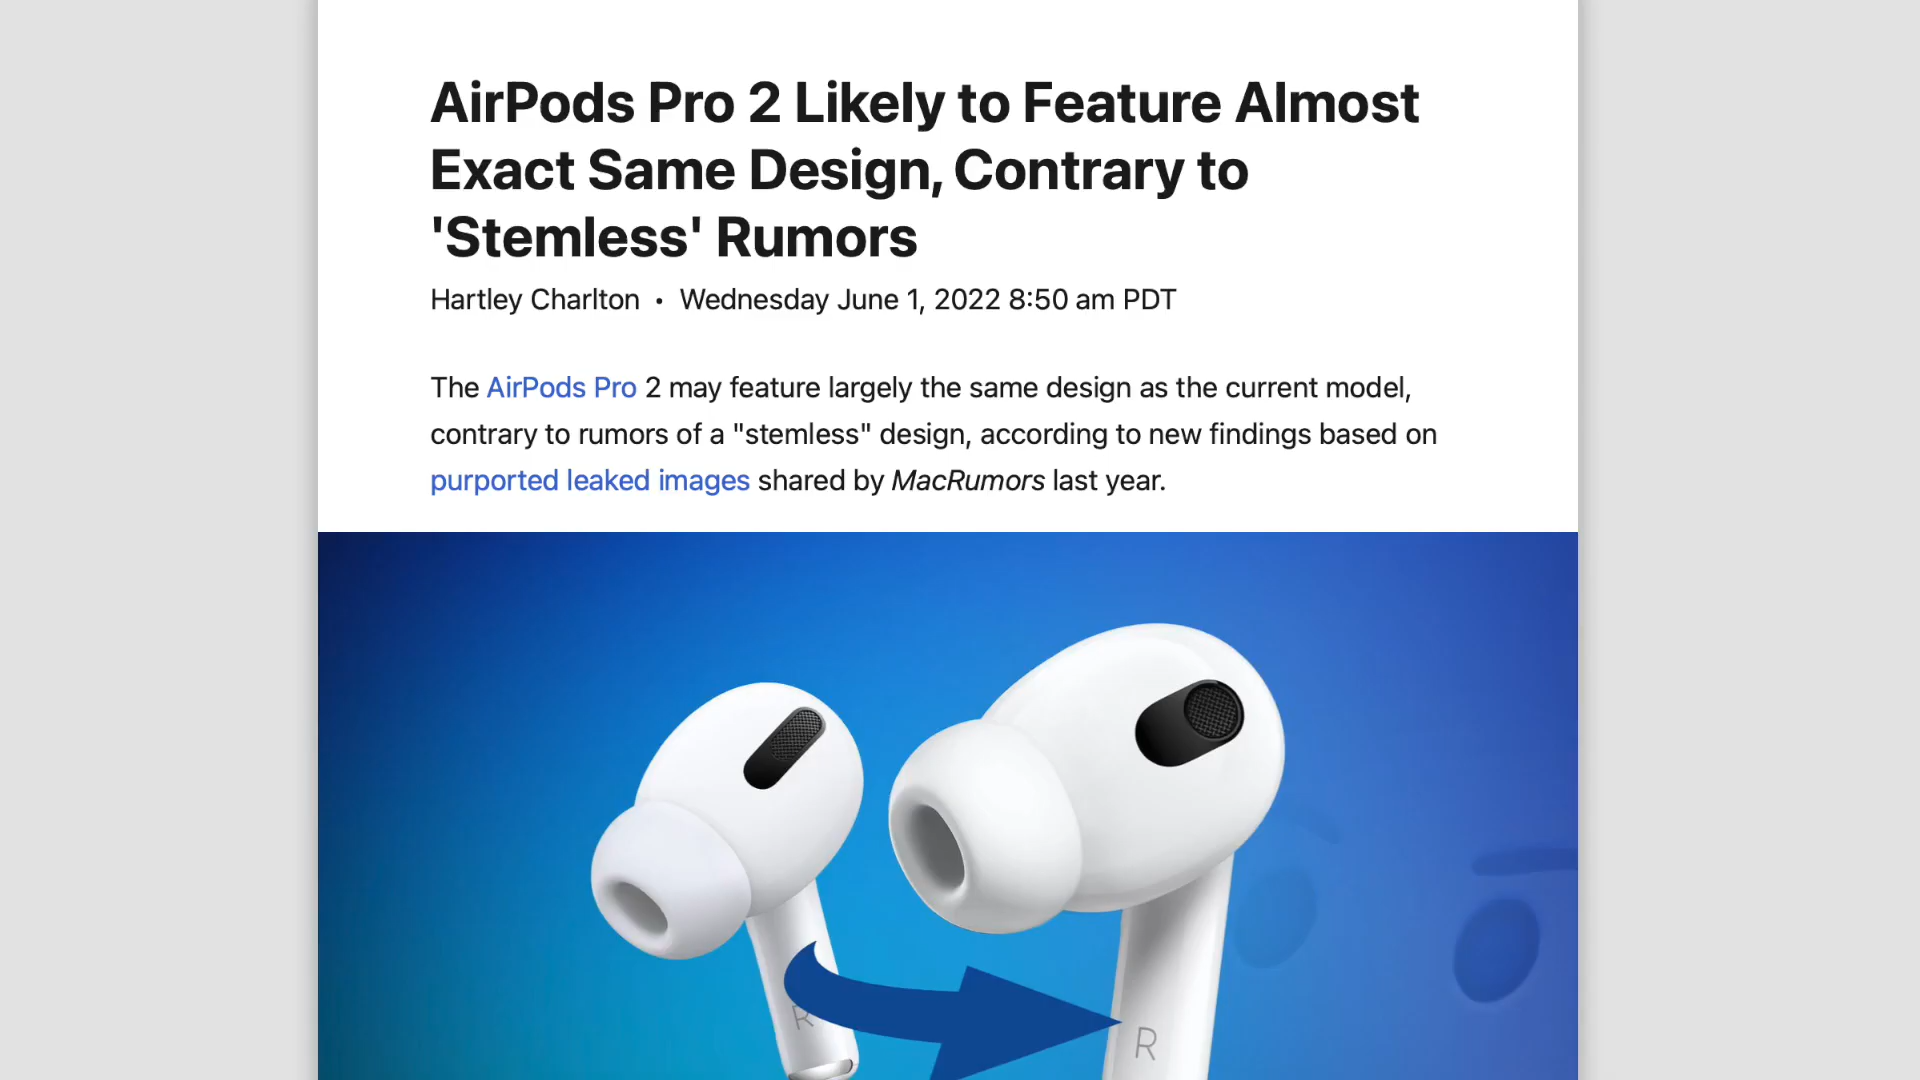 AirPods Pro 2 Likely to Feature Almost
Exact Same Design, Contrary to
'Stemless' Rumors
Hartley Charlton • Wednesday June 1, 2022 8:50 am PDT
The AirPods Pro 2 may feature largely the same design as the current model,
contrary to rumors of a "stemless" design, according to new findings based on
purported leaked images shared by MacRumors last year.
R
R